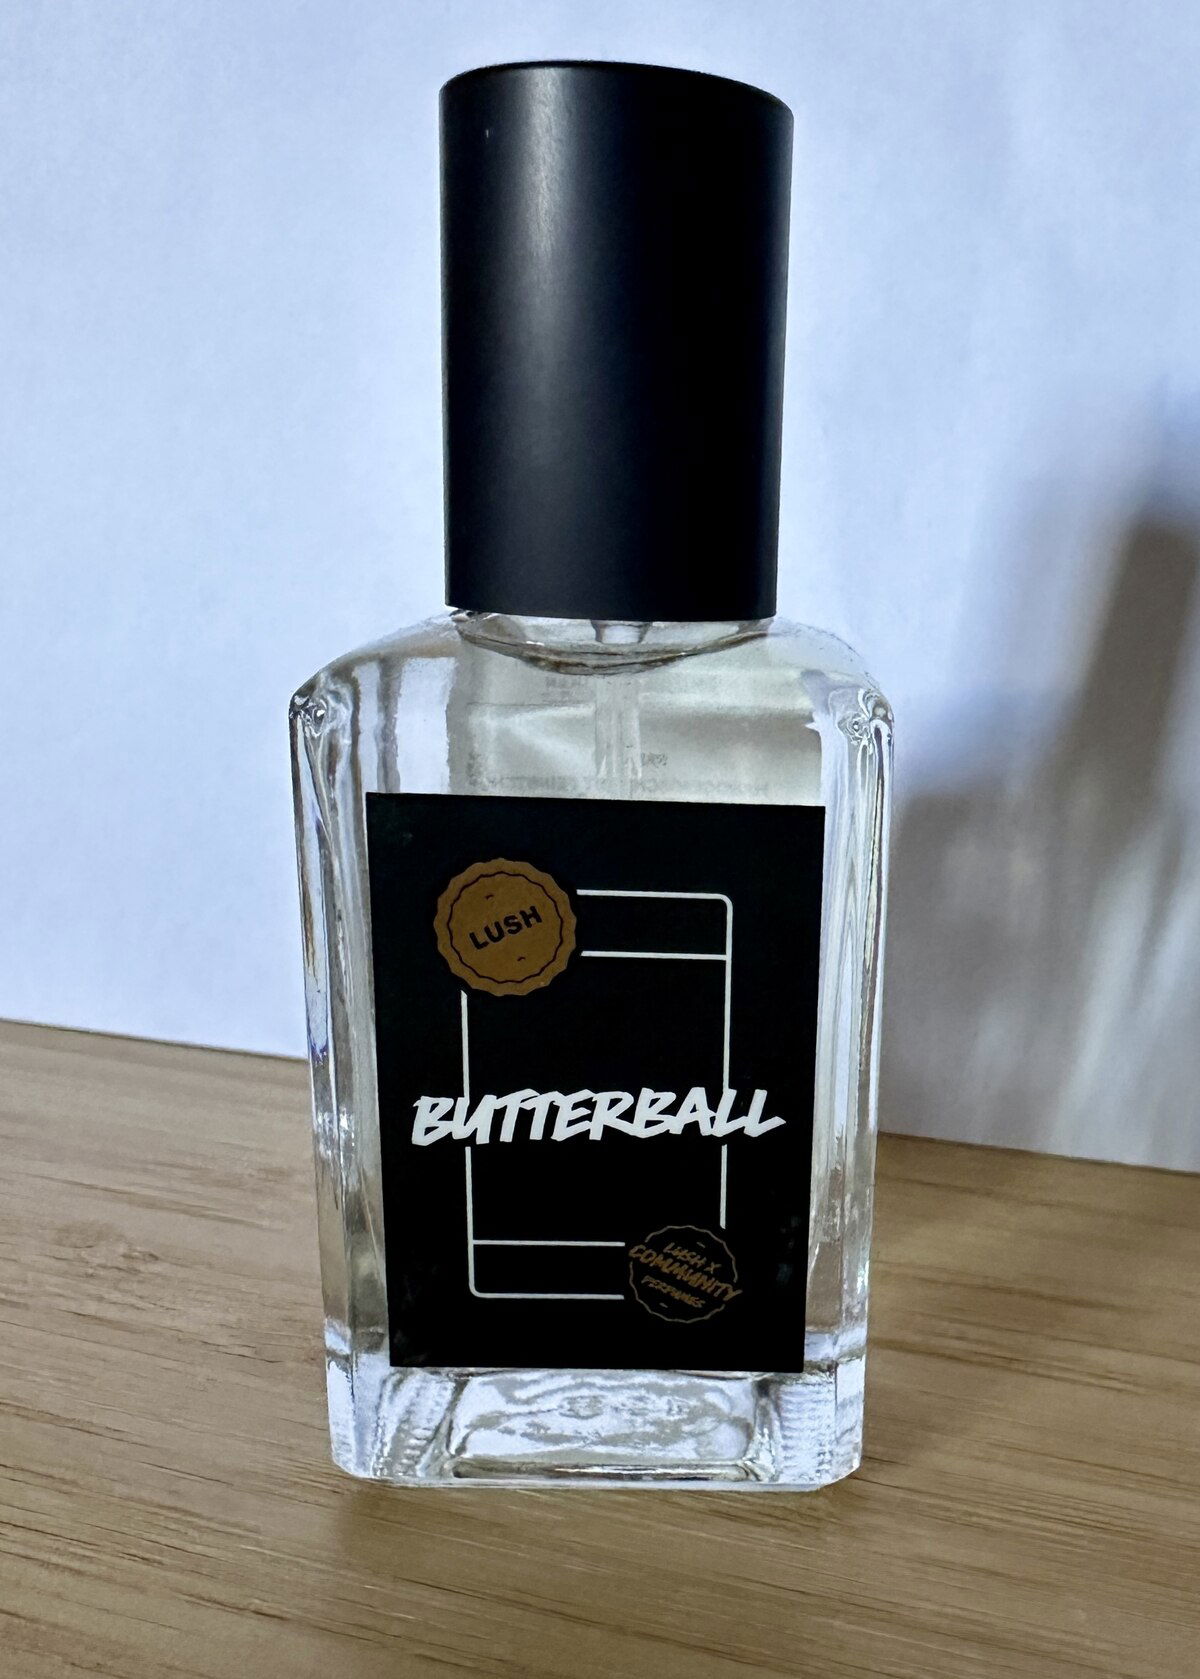 LUSH
BUTTERBALL
LUSH X
COMMUNITY
PERFUMES